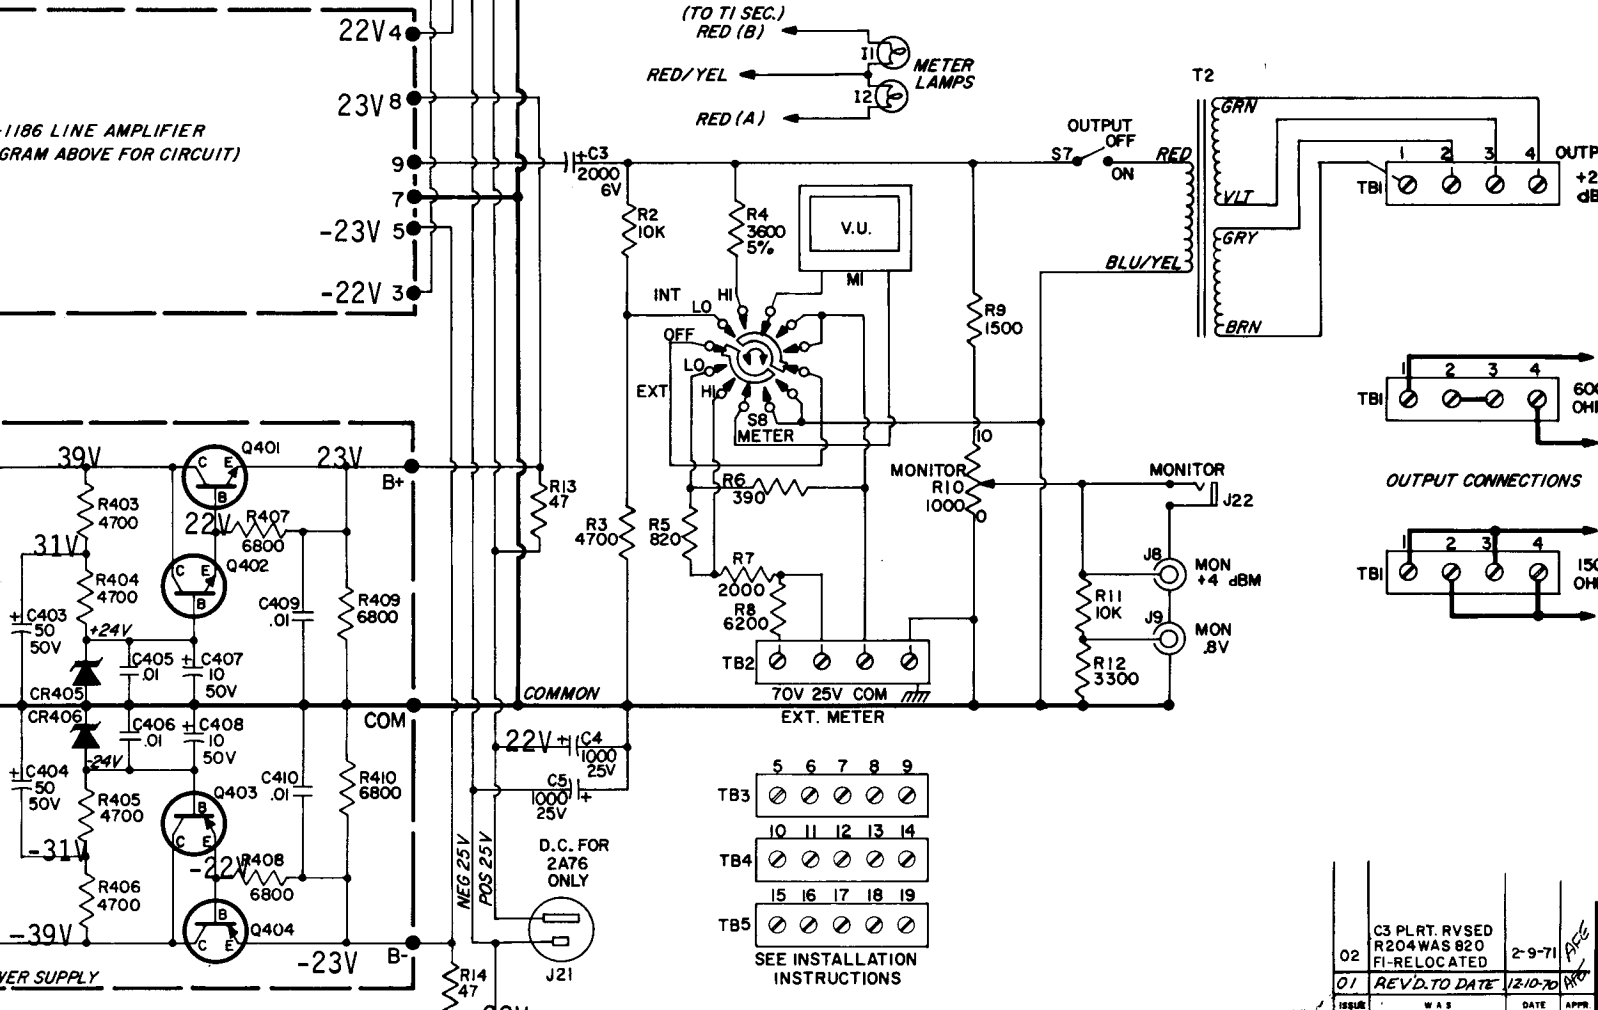 (TO T1 SEC.)
RED (B)
I1
METER
LAMPS
RED/YEL
I2
RED (A)
22V 4
23V 8
-1186 LINE AMPLIFIER
GRAM ABOVE FOR CIRCUIT)
9
7
-23V 5
-22V 3
+ C3
2000
6V
R2
10K
R4
3600
5%
V.U.
M1
INT
HI
LO
OFF
LO
EXT
HI
S8
METER
OUTPUT
OFF
S7
ON
RED
BLU/YEL
T2
GRN
VLT
GRY
BRN
1 2 3 4
TB1
OUTP
+2
dB
R9
1500
10
MONITOR
R10
1000
0
MONITOR
J22
J8
MON
+4 dBM
J9
MON
.8V
R11
10K
R12
3300
1 2 3 4
TB1
600
OHM
OUTPUT CONNECTIONS
1 2 3 4
TB1
150
OHM
39V
Q401
C E
B
23V
B+
R403
4700
22V
R407
6800
31V
Q402
C E
B
R404
4700
C409
.01
R409
6800
+ C403
50
50V
+24V
C405
.01
+ C407
10
50V
CR405
CR406
COM
C406
.01
+ C408
10
50V
-24V
+ C404
50
50V
Q403
B
C E
C410
.01
R410
6800
R405
4700
-31V
-22V
R408
6800
R406
4700
B
C E
Q404
-39V
-23V
B-
WER SUPPLY
R13
47
R3
4700
R5
820
R6
390
R7
2000
R8
6200
TB2
70V 25V COM
EXT. METER
COMMON
22V + C4
1000
25V
C5
1000
25V +
NEG 25V
POS 25V
D.C. FOR
2A76
ONLY
J21
R14
47
5 6 7 8 9
TB3
10 11 12 13 14
TB4
15 16 17 18 19
TB5
SEE INSTALLATION
INSTRUCTIONS
02
C3 PLRT. RVSED
R204 WAS 820
F1-RELOCATED
2-9-71
01
REV'D. TO DATE
12-10-70
ISSUE
WAS
DATE
APPR.